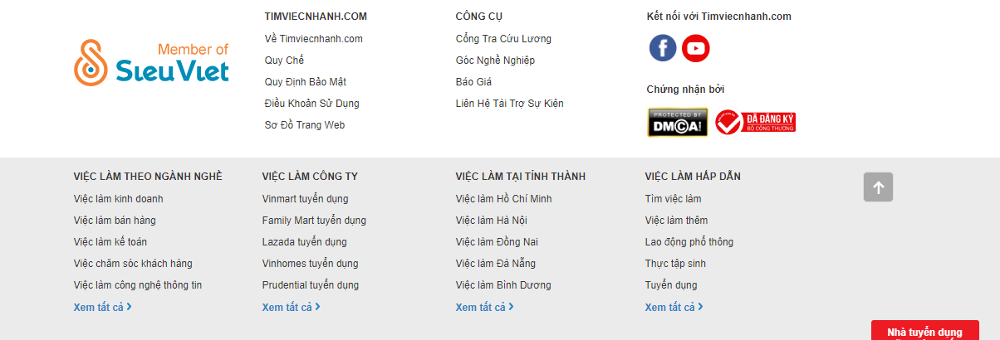 Member of
SIEUVIET
TIMVIECNHANH.COM
Về Timviecnhanh.com
Quy Chế
Quy Định Bảo Mật
Điều Khoản Sử Dụng
Sơ Đồ Trang Web
CÔNG CỤ
Cổng Tra Cứu Lương
Góc Nghề Nghiệp
Báo Giá
Liên Hệ Tài Trợ Sự Kiện
Kết nối với Timviecnhanh.com
Chứng nhận bởi
PROTECTED BY
DMCA!
ĐÃ ĐĂNG KÝ
BỘ CÔNG THƯƠNG
VIỆC LÀM THEO NGÀNH NGHỀ
Việc làm kinh doanh
Việc làm bán hàng
Việc làm kế toán
Việc chăm sóc khách hàng
Việc làm công nghệ thông tin
Xem tất cả
VIỆC LÀM CÔNG TY
Vinmart tuyển dụng
Family Mart tuyển dụng
Lazada tuyển dụng
Vinhomes tuyển dụng
Prudential tuyển dụng
Xem tất cả
VIỆC LÀM TẠI TỈNH THÀNH
Việc làm Hồ Chí Minh
Việc làm Hà Nội
Việc làm Đồng Nai
Việc làm Đà Nẵng
Việc làm Bình Dương
Xem tất cả
VIỆC LÀM HẤP DẪN
Tìm việc làm
Việc làm thêm
Lao động phổ thông
Thực tập sinh
Tuyển dụng
Xem tất cả
Nhà tuyển dụng